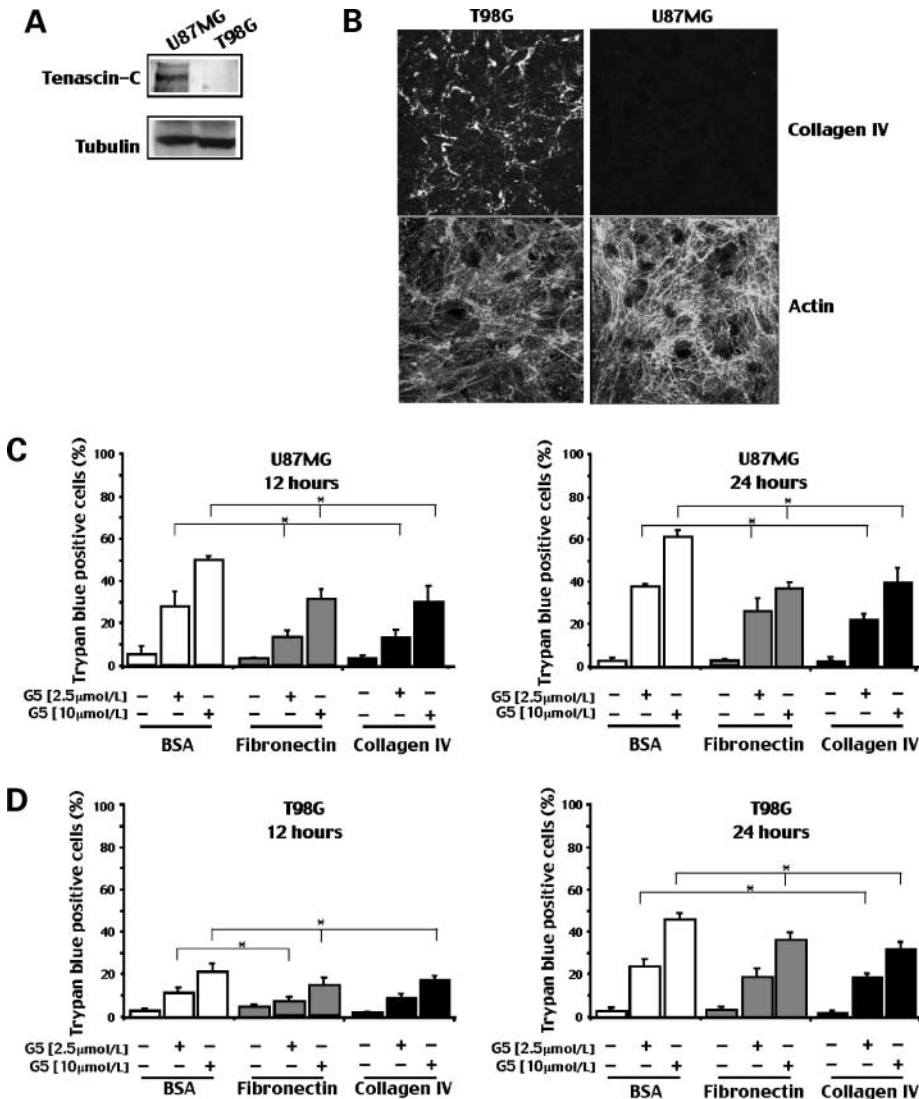 A
U87MG T98G
Tenascin–C
Tubulin
B
T98G U87MG
Collagen IV
Actin
C
Trypan blue positive cells (%)
100
80
60
40
20
0
U87MG
12 hours
* *
G5 [2.5μmol/L] – + – – + – – + –
G5 [10μmol/L] – – + – – + – – +
BSA Fibronectin Collagen IV
Trypan blue positive cells (%)
100
80
60
40
20
0
U87MG
24 hours
* *
G5 [2.5μmol/L] – + – – + – – + –
G5 [10μmol/L] – – + – – + – – +
BSA Fibronectin Collagen IV
D
Trypan blue positive cells (%)
100
80
60
40
20
0
T98G
12 hours
* *
G5 [2.5μmol/L] – + – – + – – + –
G5 [10μmol/L] – – + – – + – – +
BSA Fibronectin Collagen IV
Trypan blue positive cells (%)
100
80
60
40
20
0
T98G
24 hours
* *
G5 [2.5μmol/L] – + – – + – – + –
G5 [10μmol/L] – – + – – + – – +
BSA Fibronectin Collagen IV